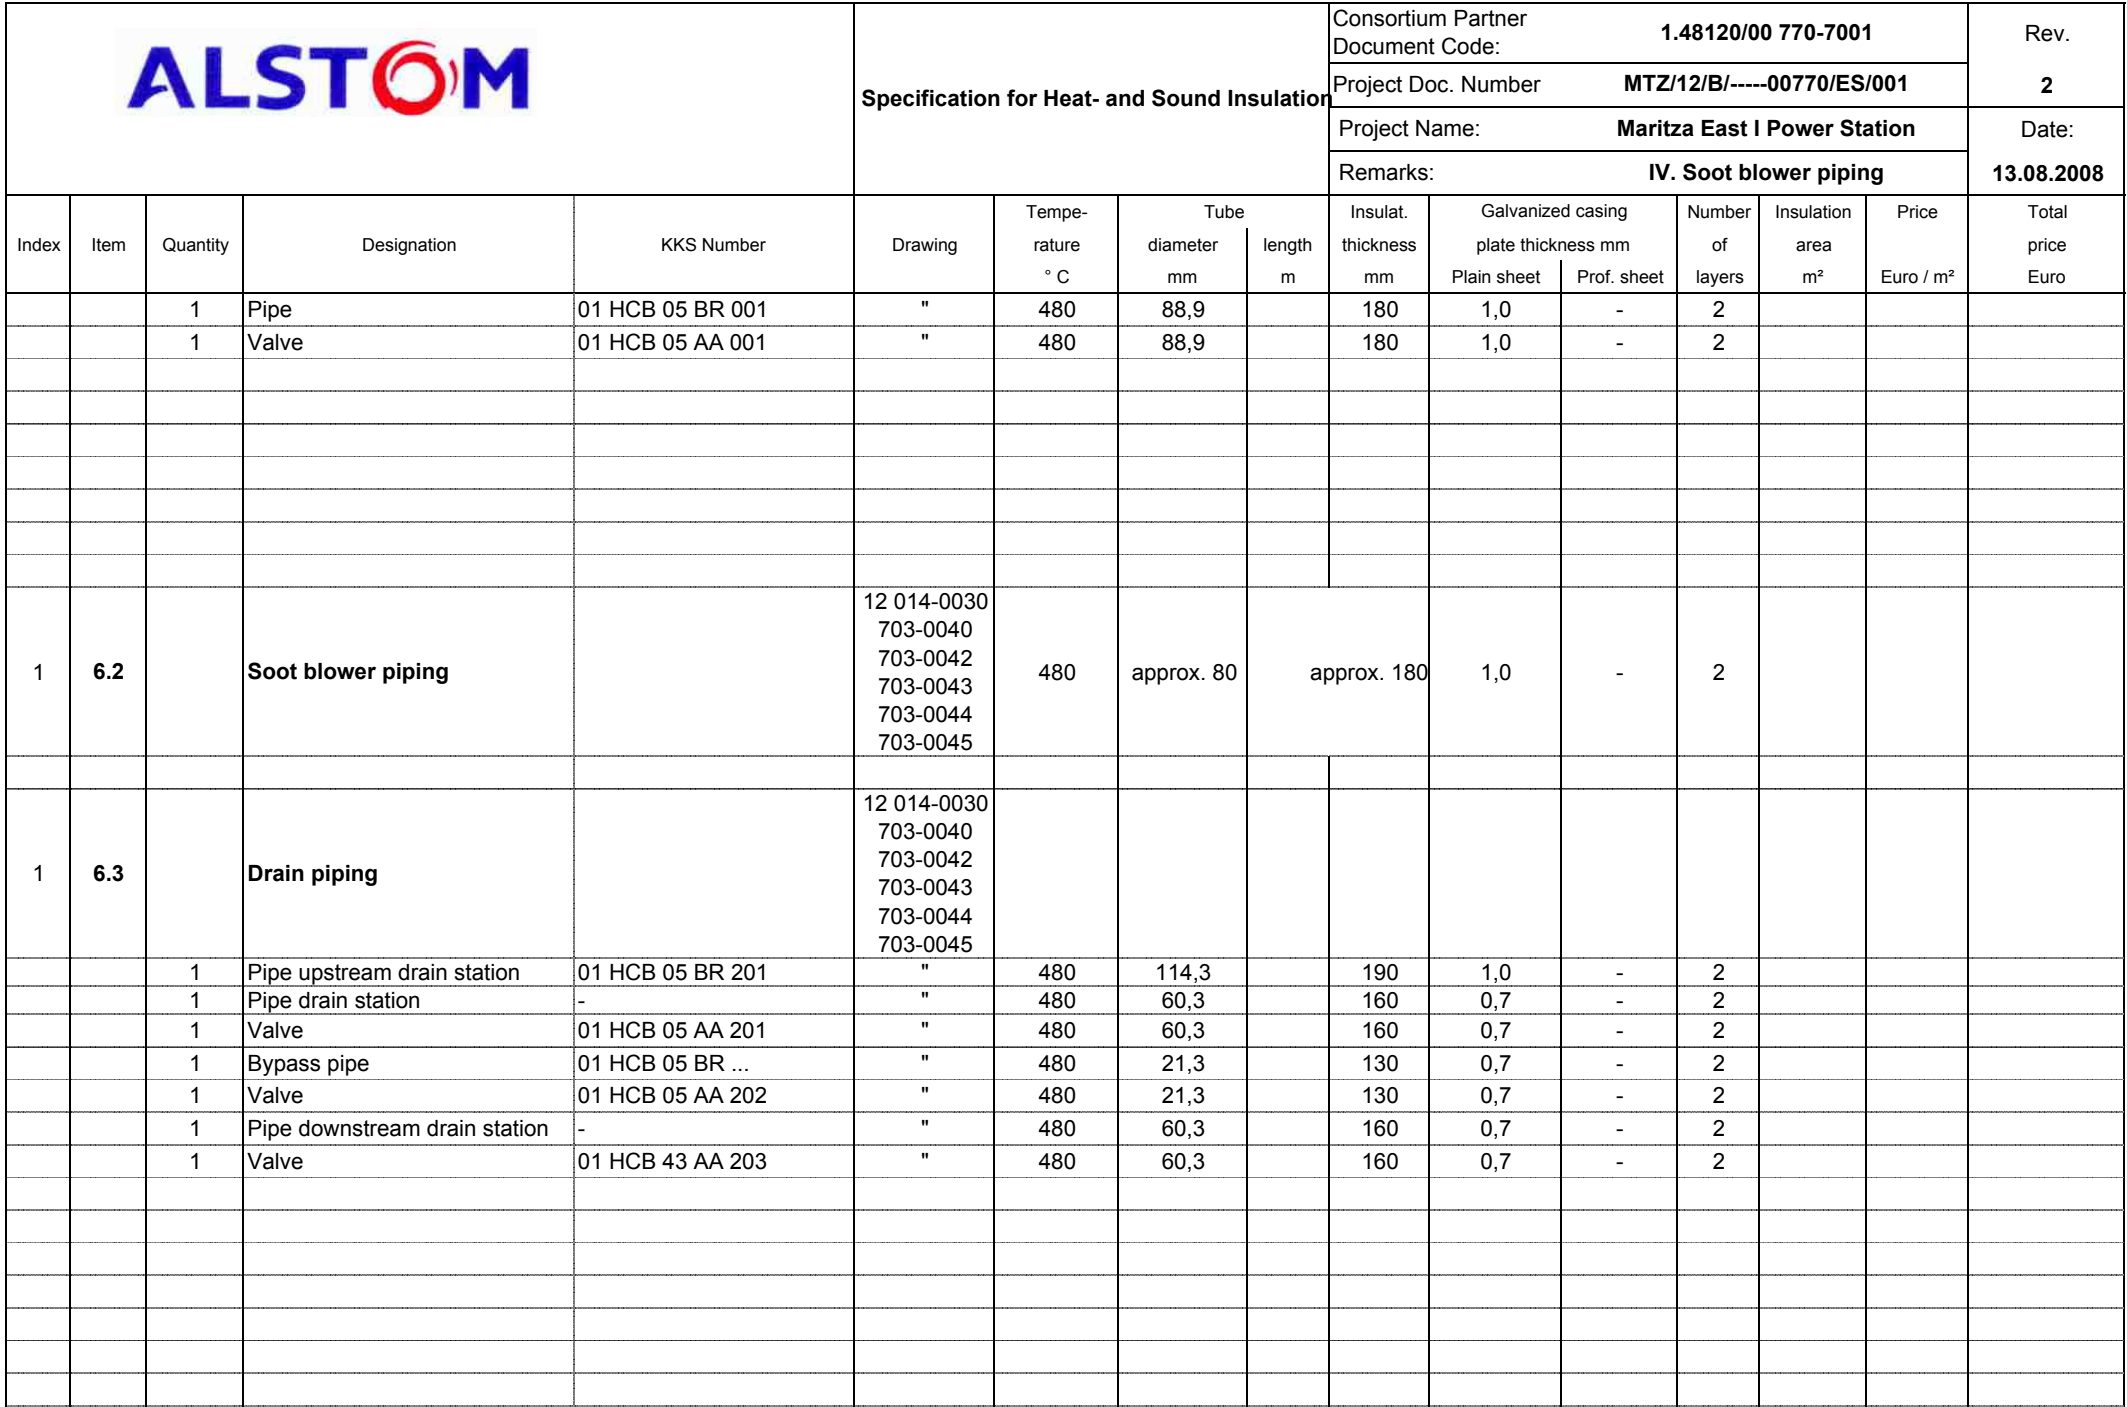 ALSTOM
Specification for Heat- and Sound Insulation
Consortium Partner
Document Code:
1.48120/00 770-7001
Rev.
Project Doc. Number MTZ/12/B/-----00770/ES/001 2
Project Name: Maritza East I Power Station Date:
Remarks: IV. Soot blower piping 13.08.2008
Tempe- Tube Insulat. Galvanized casing Number Insulation Price Total
Index Item Quantity Designation KKS Number Drawing rature diameter length thickness plate thickness mm of area price
° C mm m mm Plain sheet Prof. sheet layers m² Euro / m² Euro
1 Pipe 01 HCB 05 BR 001 " 480 88,9 180 1,0 - 2
1 Valve 01 HCB 05 AA 001 " 480 88,9 180 1,0 - 2
12 014-0030
703-0040
703-0042
1 6.2 Soot blower piping 480 approx. 80 approx. 180 1,0 - 2
703-0043
703-0044
703-0045
12 014-0030
703-0040
703-0042
1 6.3 Drain piping
703-0043
703-0044
703-0045
1 Pipe upstream drain station 01 HCB 05 BR 201 " 480 114,3 190 1,0 - 2
1 Pipe drain station - " 480 60,3 160 0,7 - 2
1 Valve 01 HCB 05 AA 201 " 480 60,3 160 0,7 - 2
1 Bypass pipe 01 HCB 05 BR ... " 480 21,3 130 0,7 - 2
1 Valve 01 HCB 05 AA 202 " 480 21,3 130 0,7 - 2
1 Pipe downstream drain station - " 480 60,3 160 0,7 - 2
1 Valve 01 HCB 43 AA 203 " 480 60,3 160 0,7 - 2